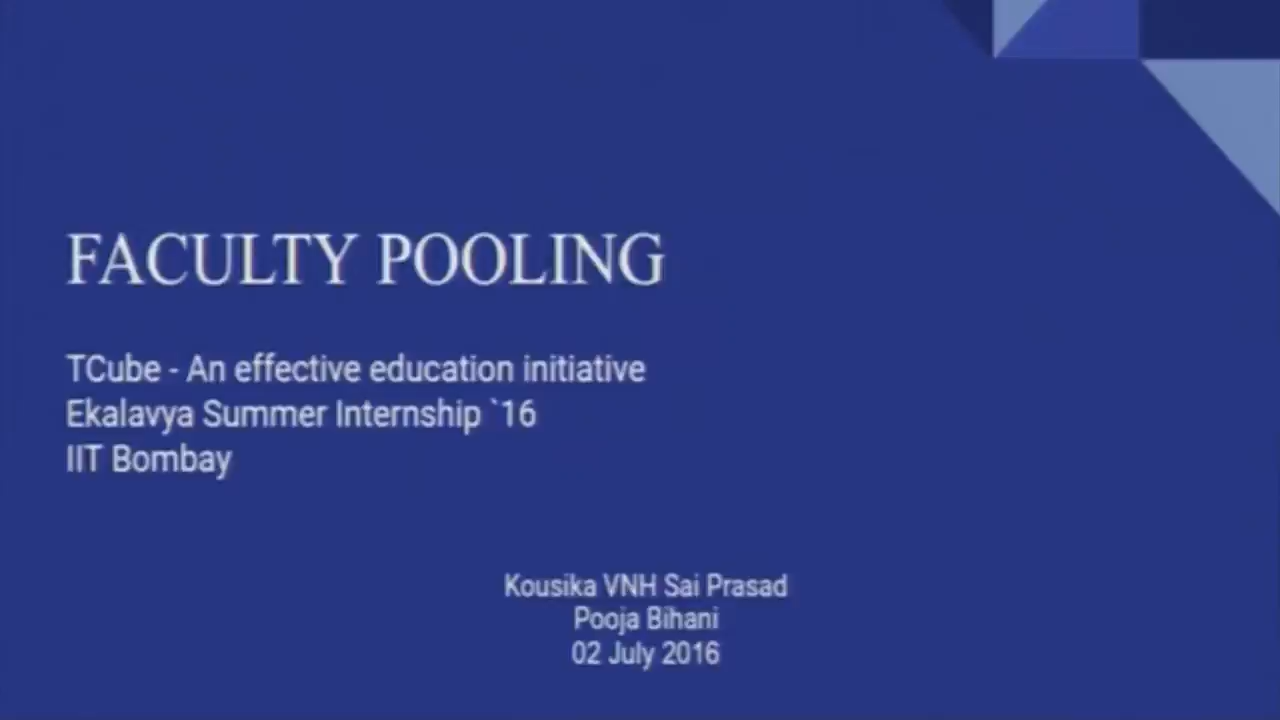 FACULTY POOLING
TCube - An effective education initiative
Ekalavya Summer Internship `16
IIT Bombay
Kousika VNH Sai Prasad
Pooja Bihani
02 July 2016